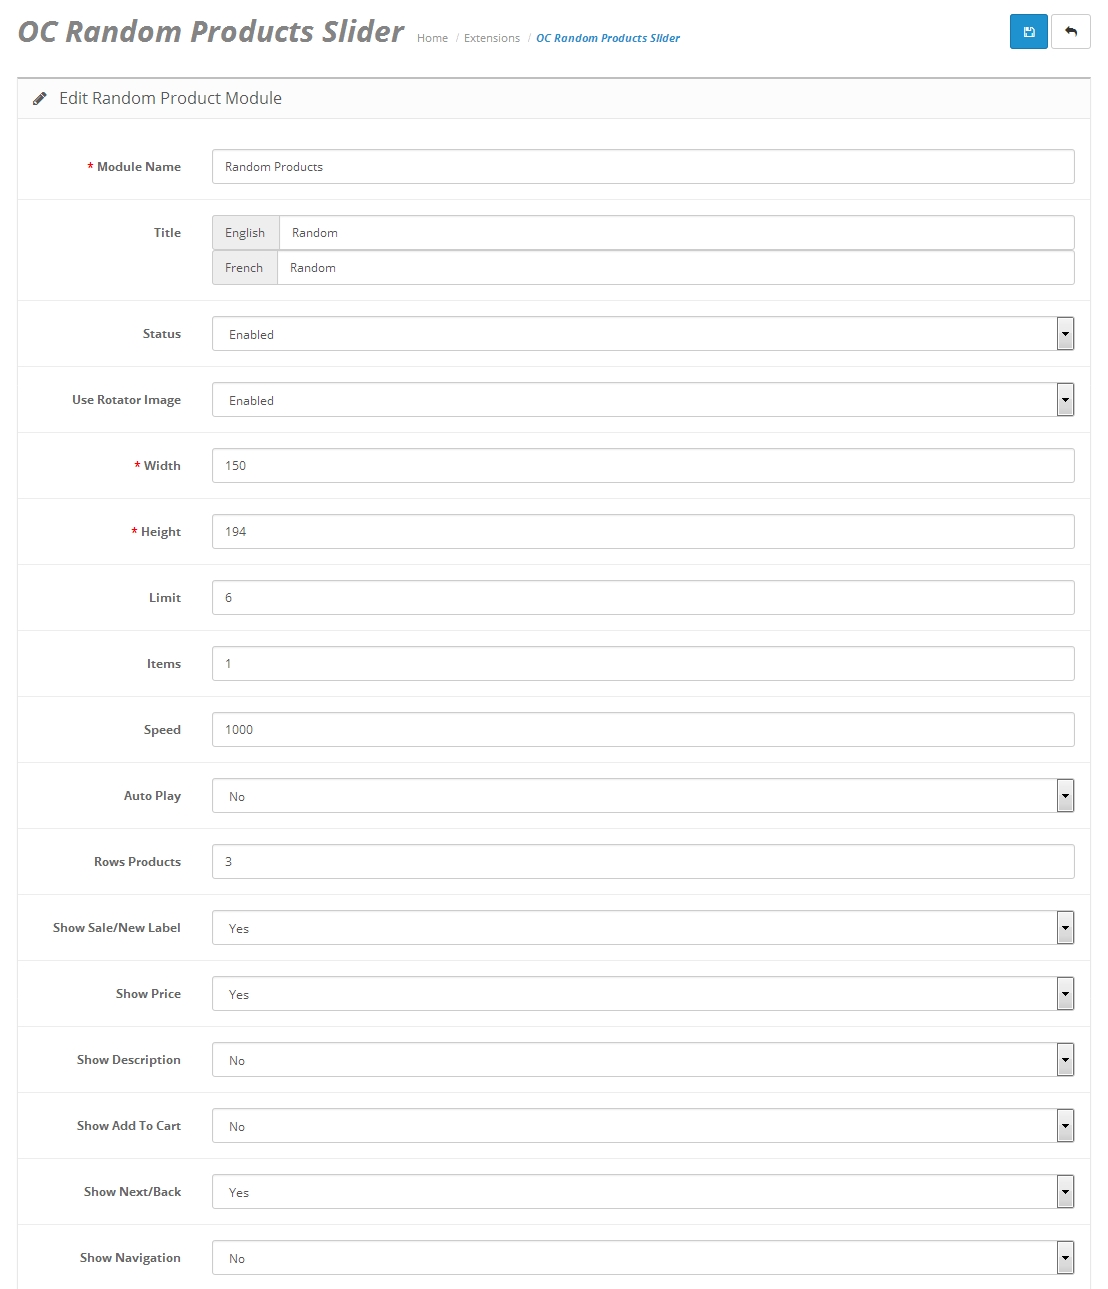 OC Random Products Slider Home / Extensions / OC Random Products Slider
Edit Random Product Module
* Module Name Random Products
Title English Random
French Random
Status Enabled
Use Rotator Image Enabled
* Width 150
* Height 194
Limit 6
Items 1
Speed 1000
Auto Play No
Rows Products 3
Show Sale/New Label Yes
Show Price Yes
Show Description No
Show Add To Cart No
Show Next/Back Yes
Show Navigation No